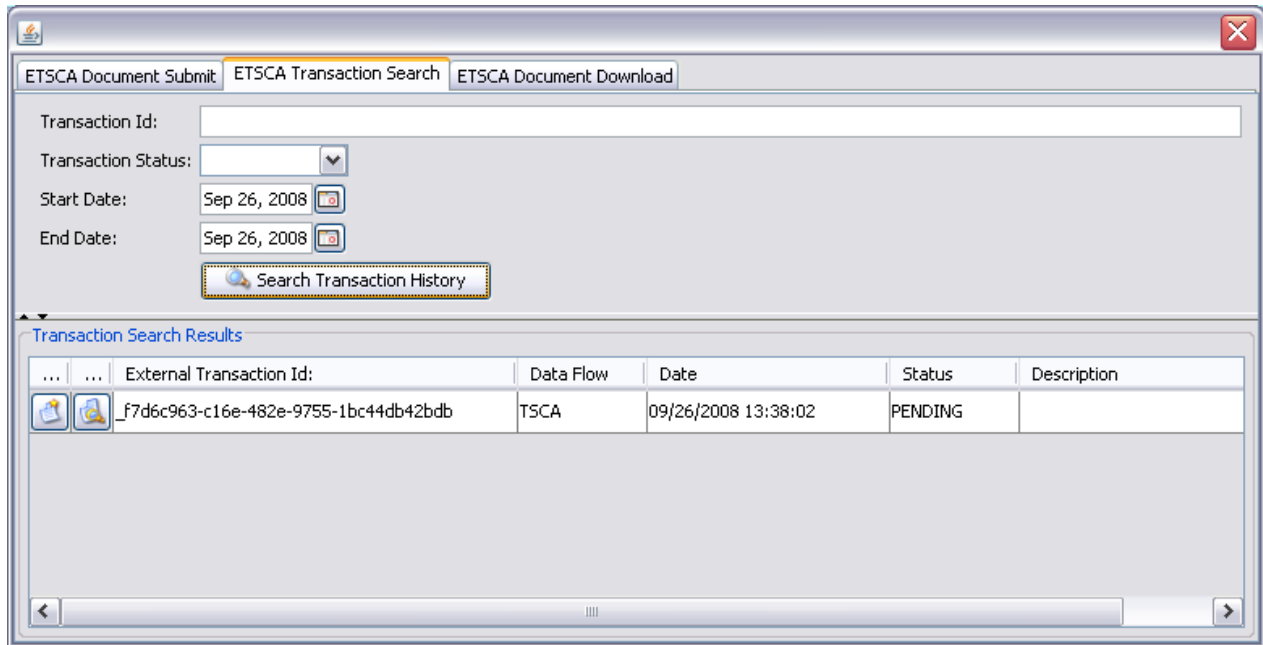 ETSCA Document Submit ETSCA Transaction Search ETSCA Document Download
Transaction Id:
Transaction Status:
Start Date: Sep 26, 2008
End Date: Sep 26, 2008
Search Transaction History
Transaction Search Results
... ... External Transaction Id: Data Flow Date Status Description
_f7d6c963-c16e-482e-9755-1bc44db42bdb TSCA 09/26/2008 13:38:02 PENDING